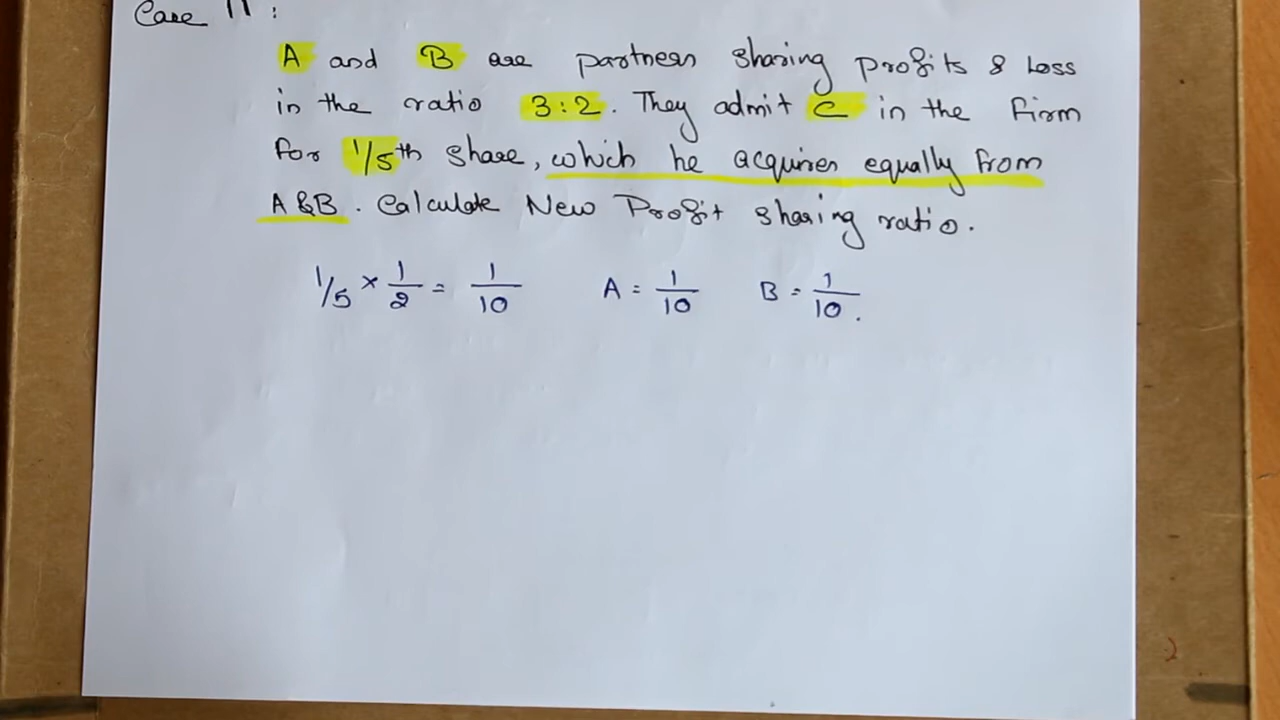 Case II :
A and B are partners sharing profits & Loss
in the ratio 3:2. They admit C in the firm
for 1/5th share, which he acquires equally from
A & B. Calculate New Profit sharing ratio.
1/5 × 1/2 = 1/10 A = 1/10 B = 1/10.